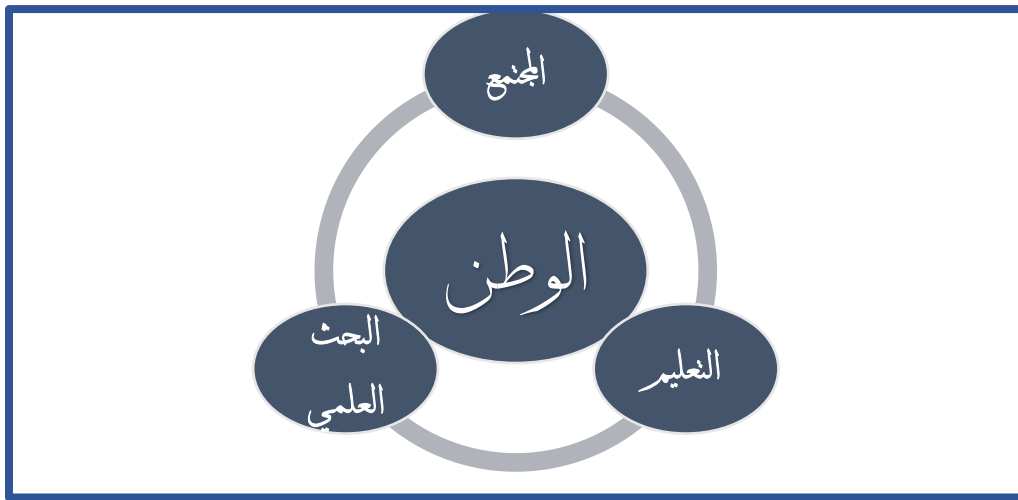 المجتمع
الوطن
التعليم
البحث
العلمي